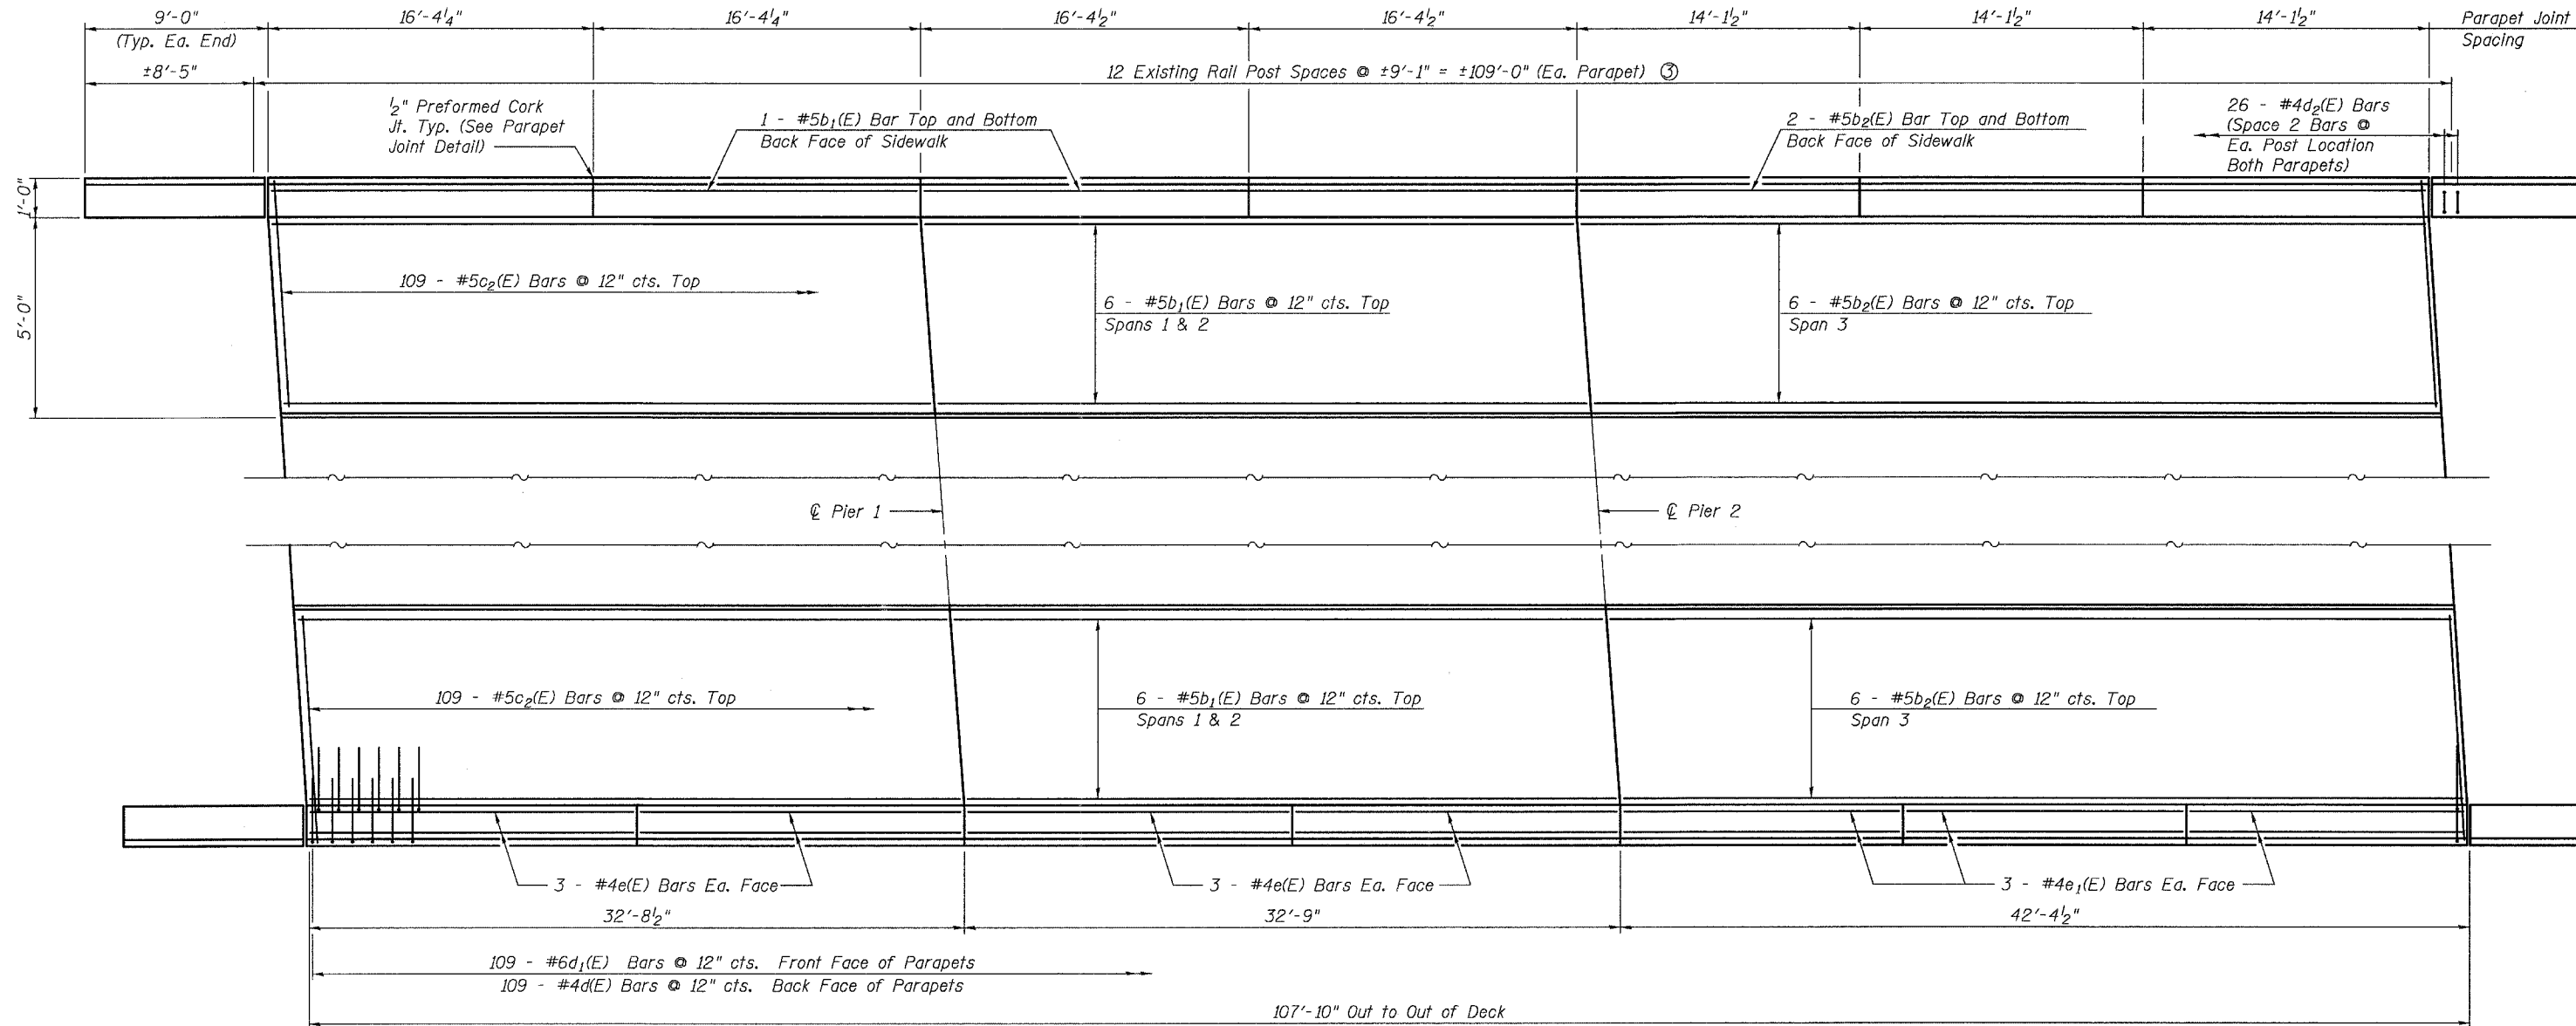 9'-0"
16'-4¼"
16'-4¼"
16'-4½"
16'-4½"
14'-1½"
14'-1½"
14'-1½"
Parapet Joint
Spacing
(Typ. Ea. End)
±8'-5"
12 Existing Rail Post Spaces @ ±9'-1" = ±109'-0" (Ea. Parapet) ③
½" Preformed Cork
Jt. Typ. (See Parapet
Joint Detail)
1 - #5b₁(E) Bar Top and Bottom
Back Face of Sidewalk
2 - #5b₂(E) Bar Top and Bottom
Back Face of Sidewalk
26 - #4d₂(E) Bars
(Space 2 Bars @
Ea. Post Location
Both Parapets)
1'-0"
5'-0"
109 - #5c₂(E) Bars @ 12" cts. Top
6 - #5b₁(E) Bars @ 12" cts. Top
Spans 1 & 2
6 - #5b₂(E) Bars @ 12" cts. Top
Span 3
℄ Pier 1
℄ Pier 2
109 - #5c₂(E) Bars @ 12" cts. Top
6 - #5b₁(E) Bars @ 12" cts. Top
Spans 1 & 2
6 - #5b₂(E) Bars @ 12" cts. Top
Span 3
3 - #4e(E) Bars Ea. Face
3 - #4e(E) Bars Ea. Face
3 - #4e₁(E) Bars Ea. Face
32'-8½"
32'-9"
42'-4½"
109 - #6d₁(E) Bars @ 12" cts. Front Face of Parapets
109 - #4d(E) Bars @ 12" cts. Back Face of Parapets
107'-10" Out to Out of Deck